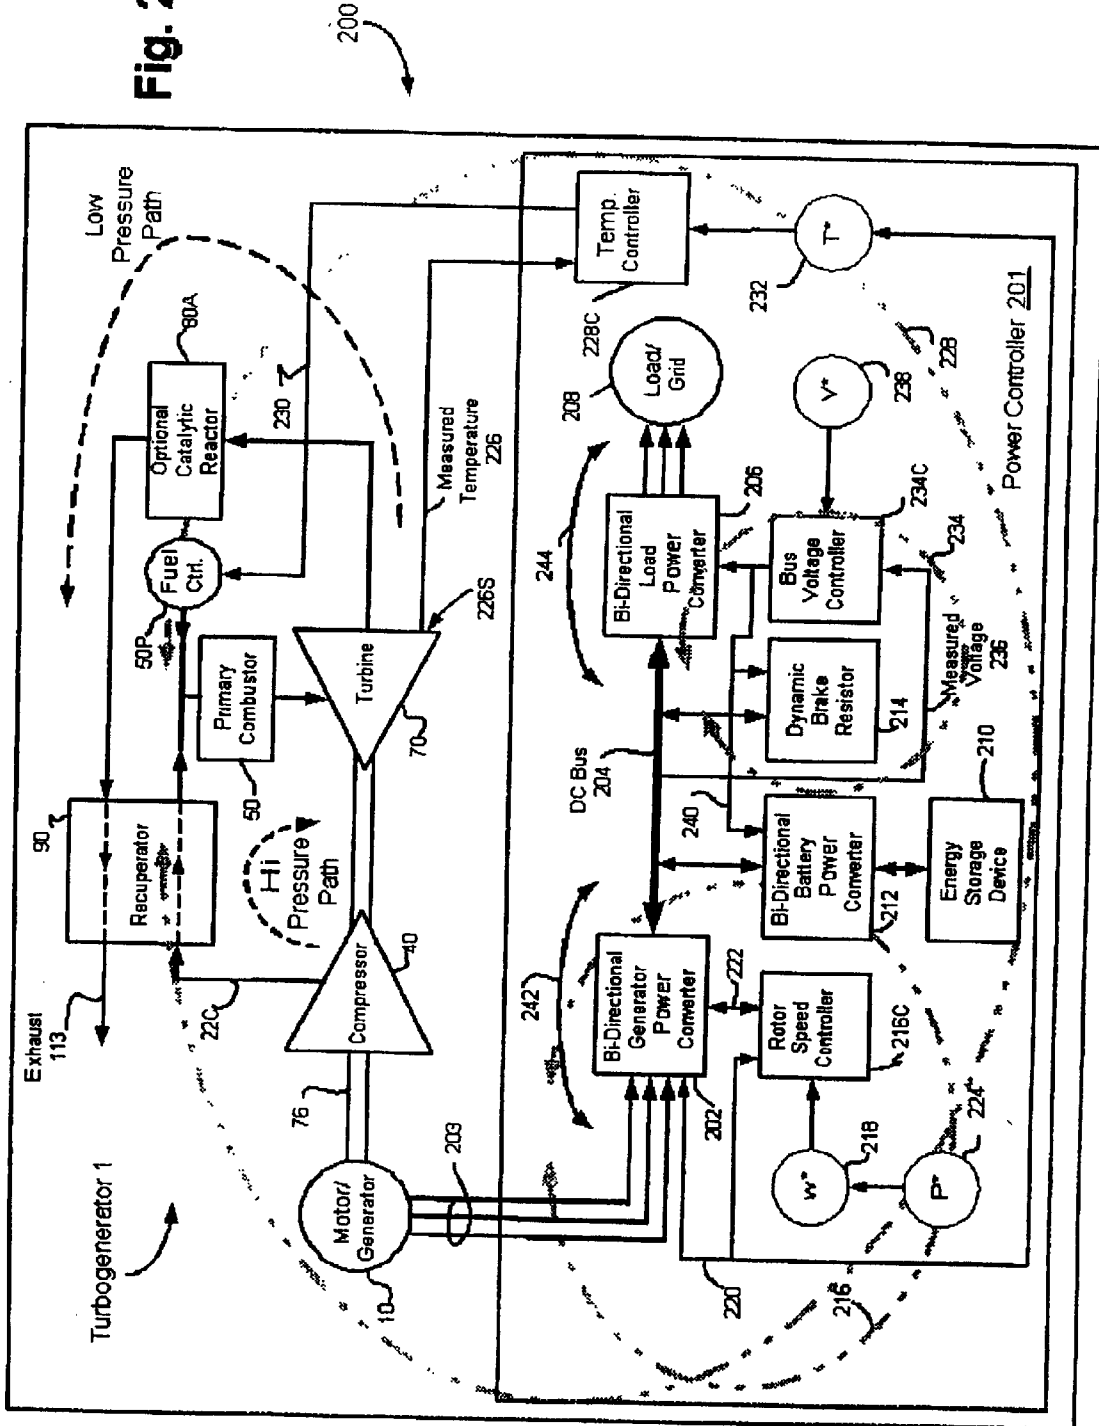 Fig. 2
200
Turbogenerator 1
Exhaust
113
90
Recuperator
22C
Hi
Pressure
Path
50P
Fuel
Ctrl.
Primary
Combustor
50
Optional
Catalytic
Reactor
80A
Low
Pressure
Path
230
Motor/
Generator
10
76
Compressor
40
Turbine
70
226S
Measured
Temperature
226
203
Temp.
Controller
228C
T*
232
228
Power Controller 201
242
Bi-Directional
Generator
Power
Converter
202
DC Bus
204
244
Bi-Directional
Load
Power
Converter
206
Load/
Grid
208
222
Rotor
Speed
Controller
216C
240
Bi-Directional
Battery
Power
Converter
212
Dynamic
Brake
Resistor
214
Bus
Voltage
Controller
234C
V*
238
234
Measured
Voltage
236
Energy
Storage
Device
210
w*
218
P*
224
220
216